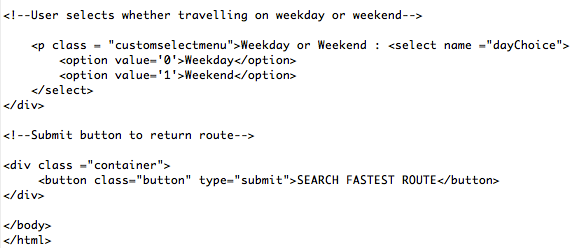 <!--User selects whether travelling on weekday or weekend-->
<p class = "customselectmenu">Weekday or Weekend : <select name ="dayChoice">
<option value='0'>Weekday</option>
<option value='1'>Weekend</option>
</select>
</div>
<!--Submit button to return route-->
<div class ="container">
<button class="button" type="submit">SEARCH FASTEST ROUTE</button>
</div>
</body>
</html>